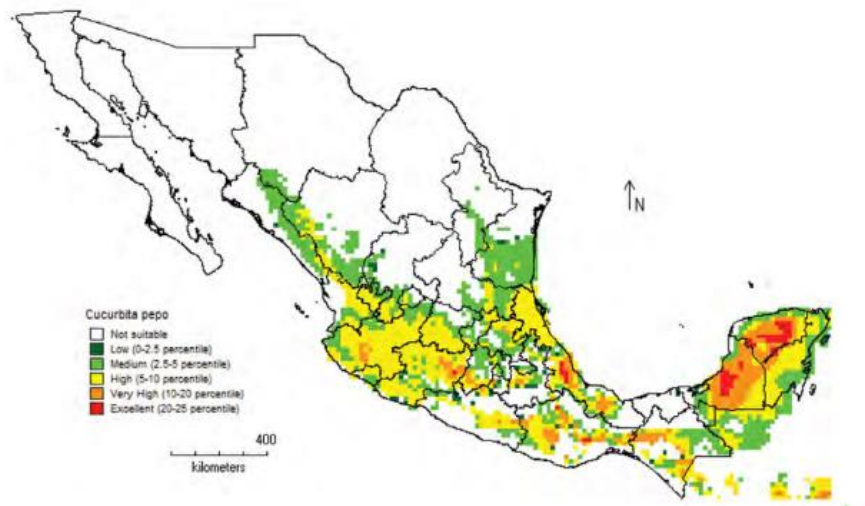 N
Cucurbita pepo
Not suitable
Low (0-2.5 percentile)
Medium (2.5-5 percentile)
High (5-10 percentile)
Very High (10-20 percentile)
Excellent (20-25 percentile)
400
kilometers